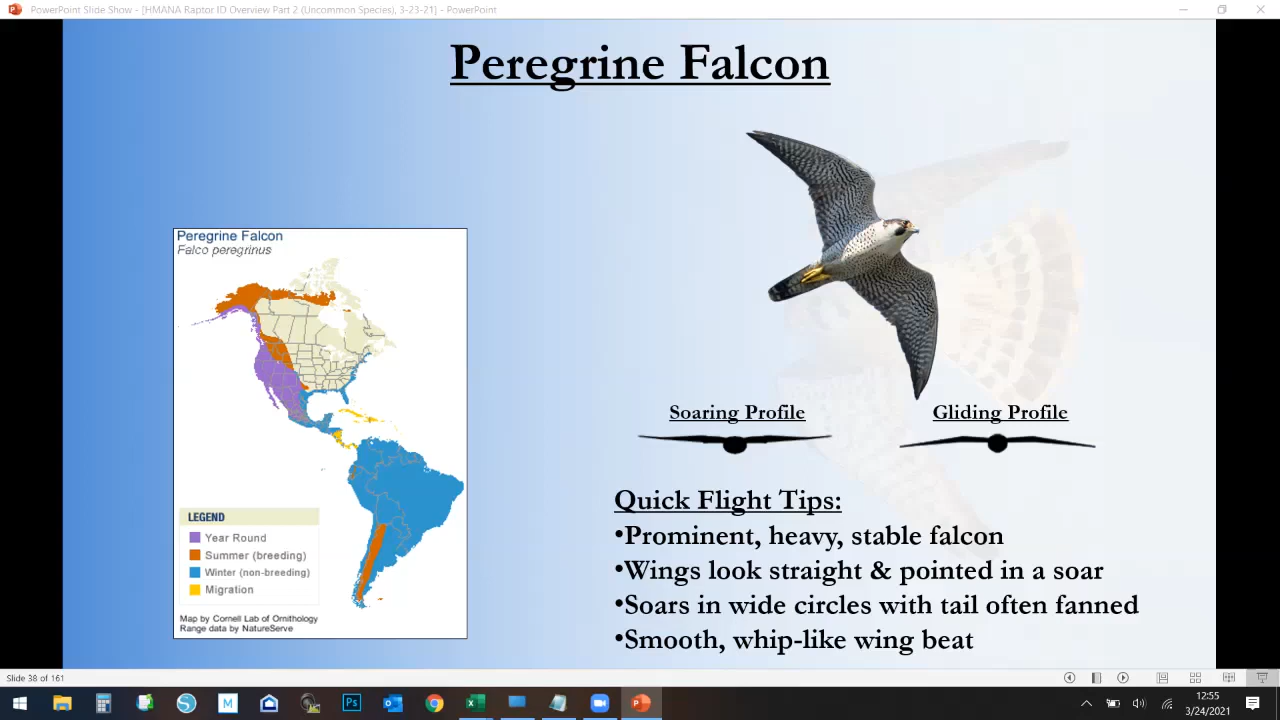 PowerPoint Slide Show - [HMANA Raptor ID Overview Part 2 (Uncommon Species), 3-23-21] - PowerPoint
Peregrine Falcon
Peregrine Falcon
Falco peregrinus
LEGEND
Year Round
Summer (breeding)
Winter (non-breeding)
Migration
Map by Cornell Lab of Ornithology
Range data by NatureServe
Soaring Profile
Gliding Profile
Quick Flight Tips:
•Prominent, heavy, stable falcon
•Wings look straight & pointed in a soar
•Soars in wide circles with tail often fanned
•Smooth, whip-like wing beat
Slide 38 of 161
M
Ps
12:55
3/24/2021